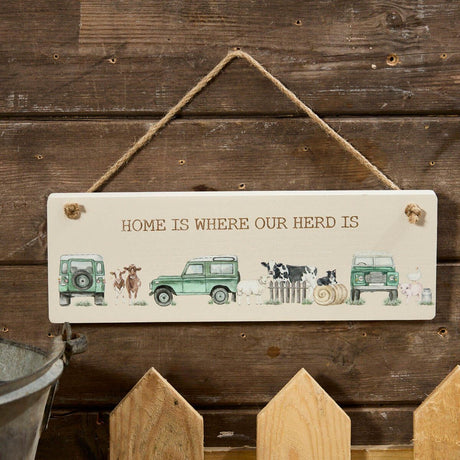 HOME IS WHERE OUR HERD IS